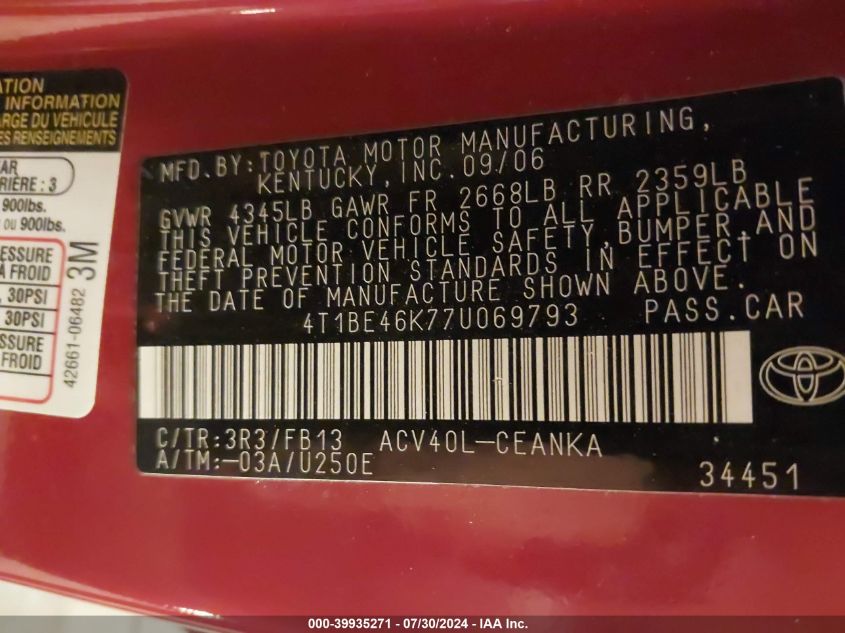 ATION
INFORMATION
ARGE DU VÉHICULE
ES RENSEIGNEMENTS
AR
RIÈRE : 3
900lbs.
ou 900lbs.
ESSURE
À FROID
30PSI
30PSI
SSURE
FROID
42661-06482 3M
MFD.BY:TOYOTA MOTOR MANUFACTURING,
KENTUCKY,INC.09/06
GVWR 4345LB GAWR FR 2668LB RR 2359LB
THIS VEHICLE CONFORMS TO ALL APPLICABLE
FEDERAL MOTOR VEHICLE SAFETY,BUMPER,AND
THEFT PREVENTION STANDARDS IN EFFECT ON
THE DATE OF MANUFACTURE SHOWN ABOVE.
4T1BE46K77U069793 PASS.CAR
C/TR:3R3/FB13 ACV40L-CEANKA
A/TM:-03A/U250E
34451
000-39935271 - 07/30/2024 - IAA Inc.